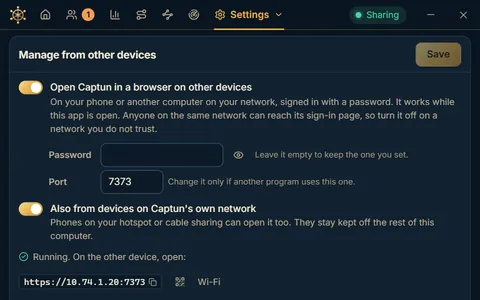 1
Settings
Sharing
Manage from other devices
Save
Open Captun in a browser on other devices
On your phone or another computer on your network, signed in with a password. It works while
this app is open. Anyone on the same network can reach its sign-in page, so turn it off on a
network you do not trust.
Password
Leave it empty to keep the one you set.
Port
7373
Change it only if another program uses this one.
Also from devices on Captun's own network
Phones on your hotspot or cable sharing can open it too. They stay kept off the rest of this
computer.
Running. On the other device, open:
https://10.74.1.20:7373
Wi-Fi